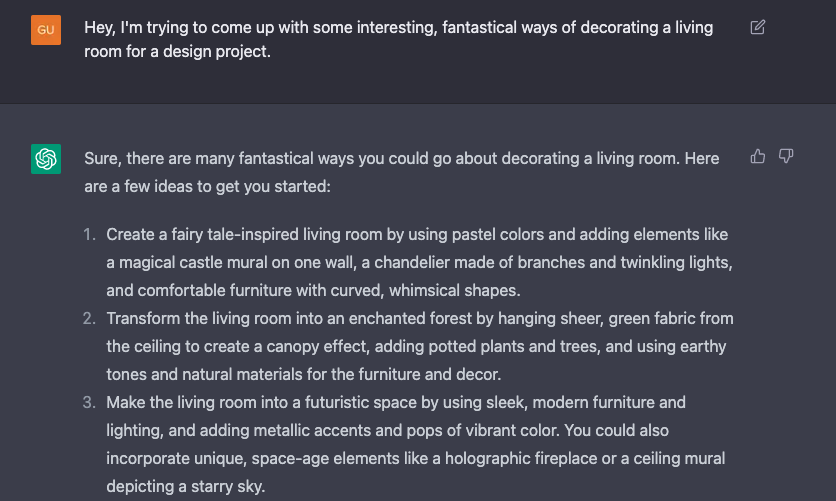 GU
Hey, I'm trying to come up with some interesting, fantastical ways of decorating a living
room for a design project.
Sure, there are many fantastical ways you could go about decorating a living room. Here
are a few ideas to get you started:
1. Create a fairy tale-inspired living room by using pastel colors and adding elements like
a magical castle mural on one wall, a chandelier made of branches and twinkling lights,
and comfortable furniture with curved, whimsical shapes.
2. Transform the living room into an enchanted forest by hanging sheer, green fabric from
the ceiling to create a canopy effect, adding potted plants and trees, and using earthy
tones and natural materials for the furniture and decor.
3. Make the living room into a futuristic space by using sleek, modern furniture and
lighting, and adding metallic accents and pops of vibrant color. You could also
incorporate unique, space-age elements like a holographic fireplace or a ceiling mural
depicting a starry sky.